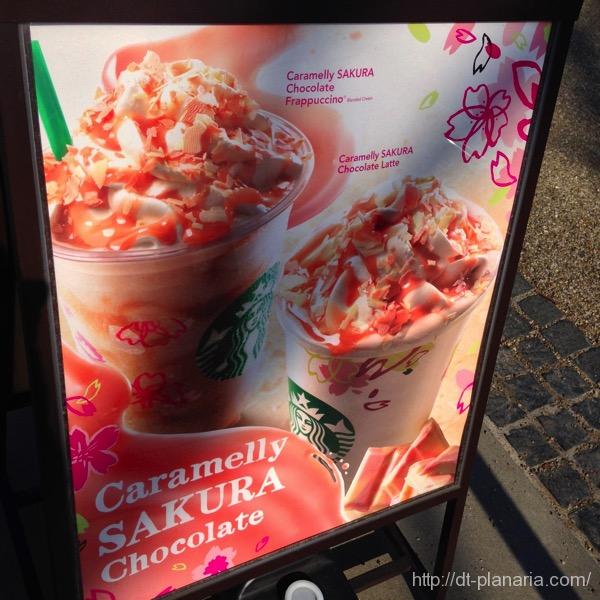 Caramelly SAKURA
Chocolate
Frappuccino® Blended Cream
Caramelly SAKURA
Chocolate Latte
Caramelly
SAKURA
Chocolate
http://dt-planaria.com/